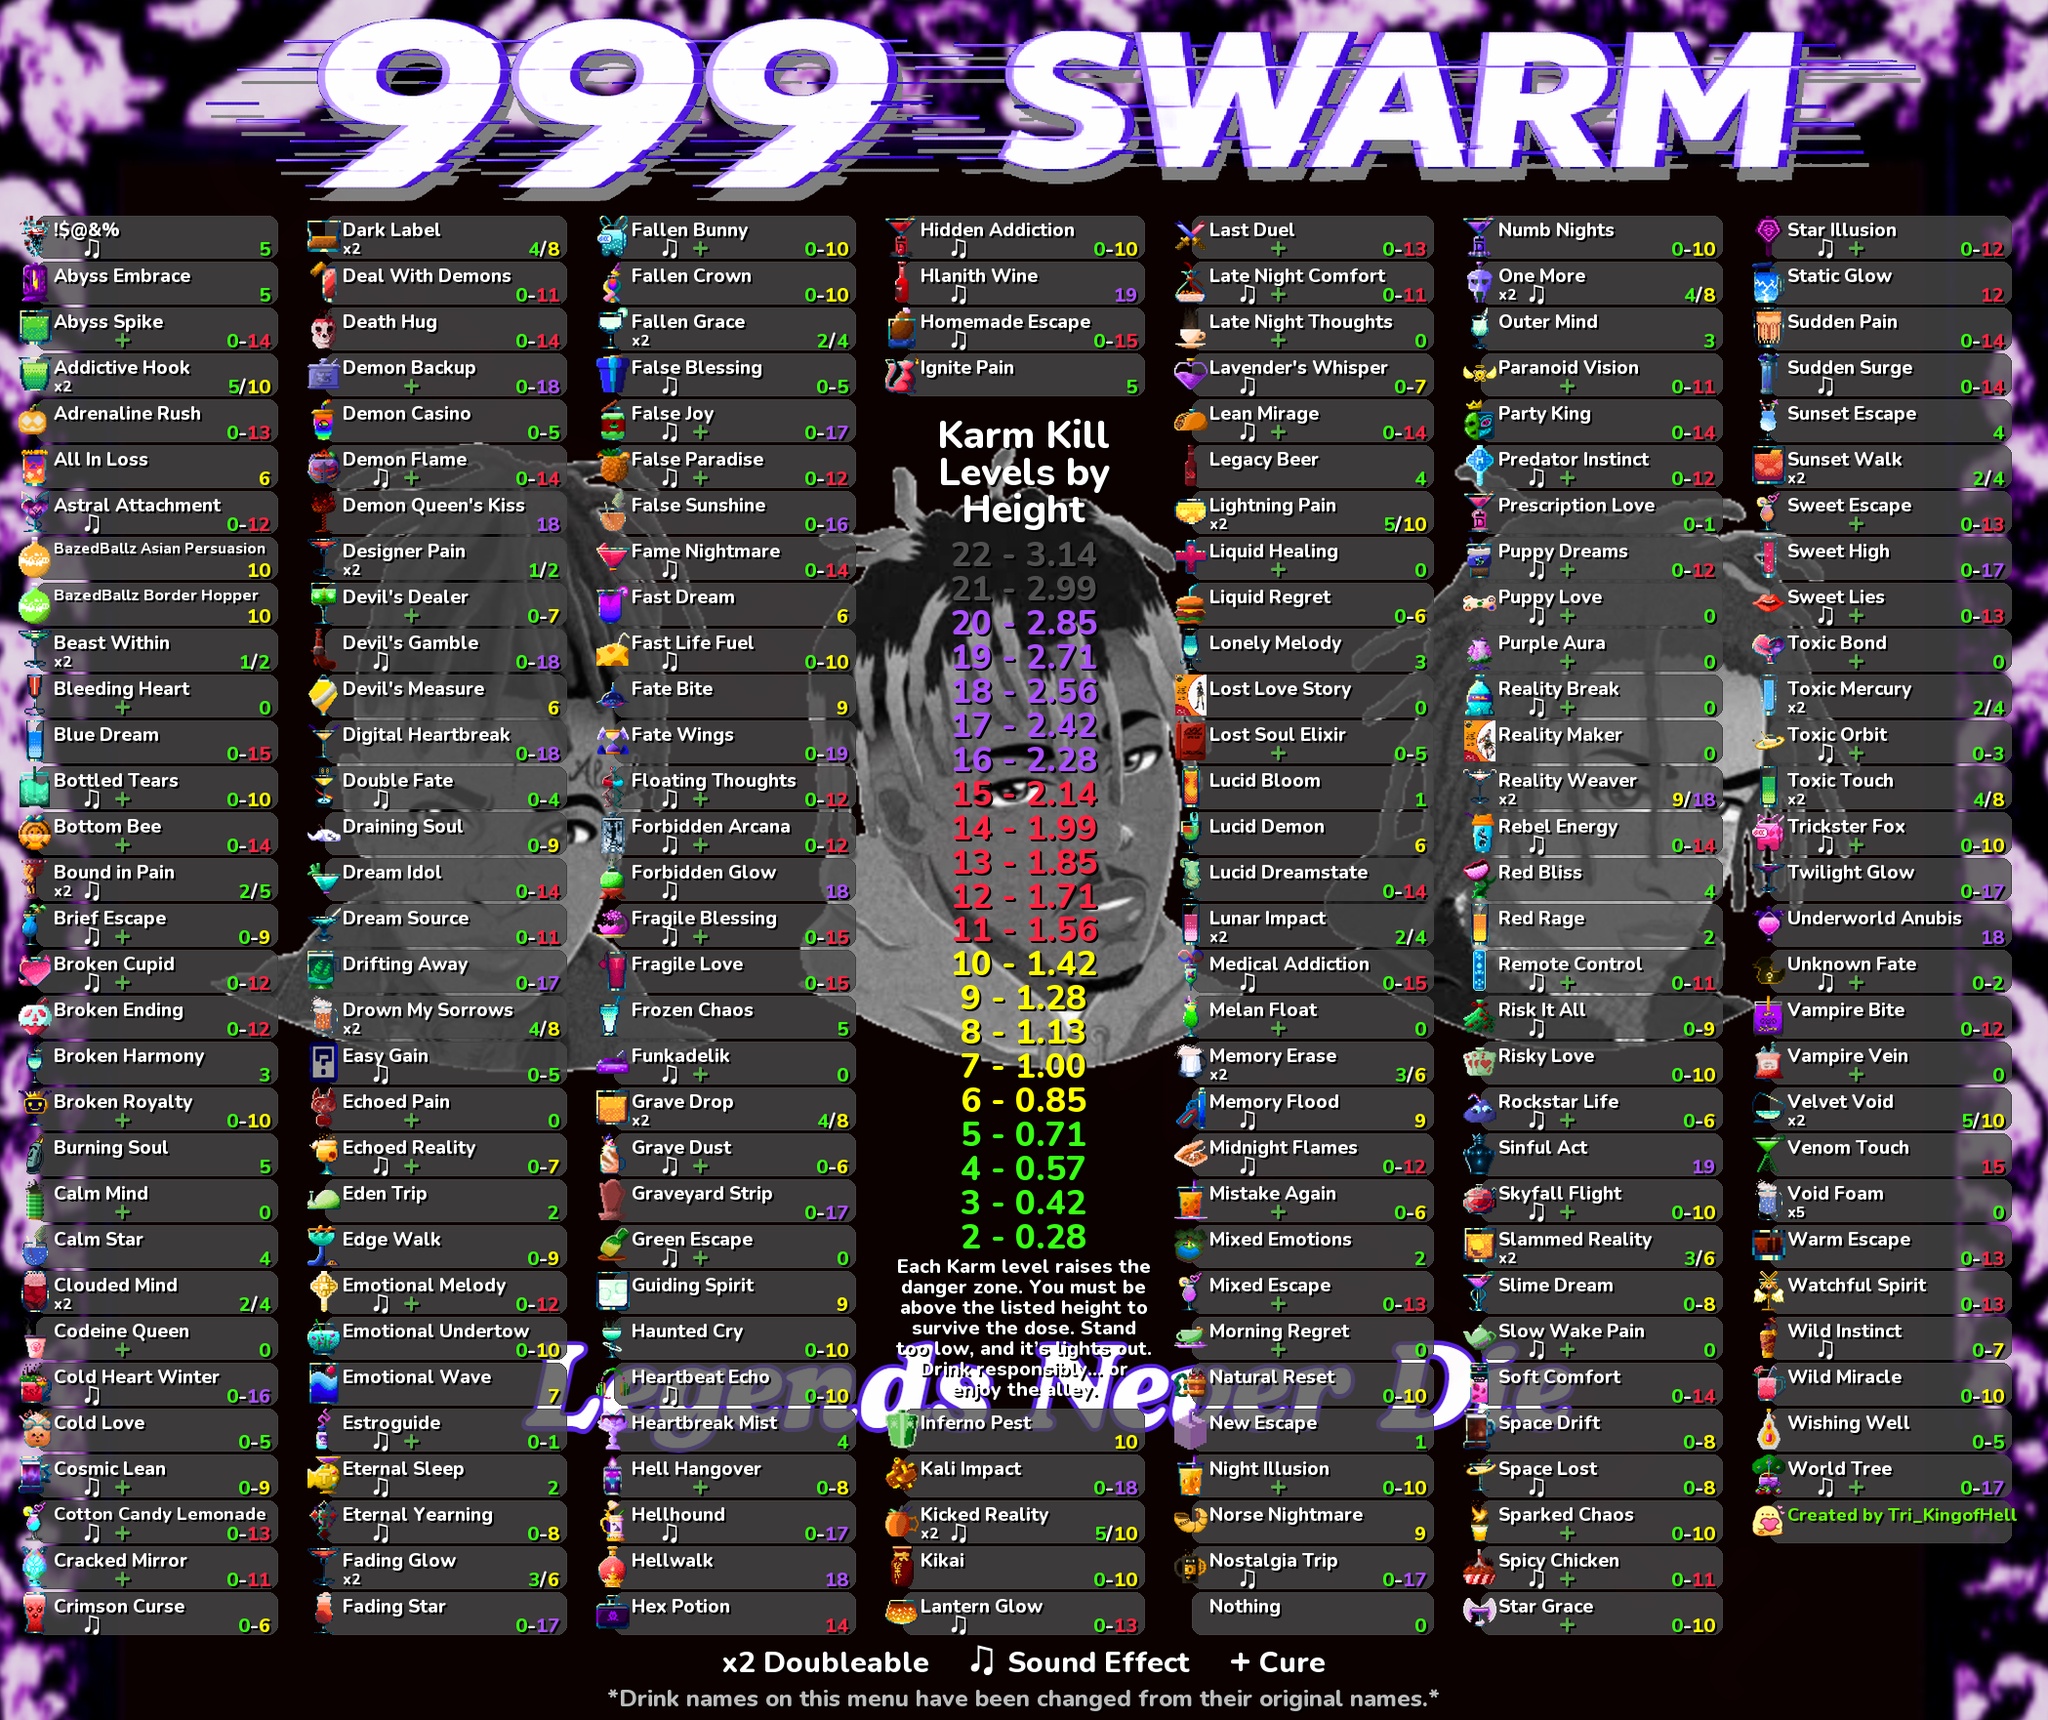 999 SWARM
!$@&%
♫ 5
Abyss Embrace
5
Abyss Spike
+ 0-14
Addictive Hook
x2 5/10
Adrenaline Rush
0-13
All In Loss
6
Astral Attachment
♫ 0-12
BazedBallz Asian Persuasion
10
BazedBallz Border Hopper
10
Beast Within
x2 1/2
Bleeding Heart
+ 0
Blue Dream
0-15
Bottled Tears
♫ + 0-10
Bottom Bee
+ 0-14
Bound in Pain
x2 ♫ 2/5
Brief Escape
♫ + 0-9
Broken Cupid
♫ + 0-12
Broken Ending
0-12
Broken Harmony
3
Broken Royalty
+ 0-10
Burning Soul
5
Calm Mind
+ 0
Calm Star
4
Clouded Mind
x2 2/4
Codeine Queen
+ 0
Cold Heart Winter
♫ 0-16
Cold Love
0-5
Cosmic Lean
♫ + 0-9
Cotton Candy Lemonade
♫ + 0-13
Cracked Mirror
+ 0-11
Crimson Curse
♫ 0-6
Dark Label
x2 4/8
Deal With Demons
0-11
Death Hug
0-14
Demon Backup
+ 0-18
Demon Casino
0-5
Demon Flame
♫ + 0-14
Demon Queen's Kiss
18
Designer Pain
x2 1/2
Devil's Dealer
+ 0-7
Devil's Gamble
♫ 0-18
Devil's Measure
6
Digital Heartbreak
0-18
Double Fate
♫ 0-4
Draining Soul
0-9
Dream Idol
0-14
Dream Source
0-11
Drifting Away
0-17
Drown My Sorrows
x2 4/8
Easy Gain
♫ 0-5
Echoed Pain
+ 0
Echoed Reality
♫ + 0-7
Eden Trip
2
Edge Walk
0-9
Emotional Melody
♫ + 0-12
Emotional Undertow
0-10
Emotional Wave
7
Estroguide
♫ + 0-1
Eternal Sleep
♫ 2
Eternal Yearning
♫ 0-8
Fading Glow
x2 3/6
Fading Star
0-17
Fallen Bunny
♫ + 0-10
Fallen Crown
0-10
Fallen Grace
x2 2/4
False Blessing
♫ 0-5
False Joy
♫ + 0-17
False Paradise
♫ + 0-12
False Sunshine
0-16
Fame Nightmare
♫ 0-14
Fast Dream
6
Fast Life Fuel
♫ 0-10
Fate Bite
9
Fate Wings
0-19
Floating Thoughts
♫ + 0-12
Forbidden Arcana
♫ + 0-12
Forbidden Glow
♫ 18
Fragile Blessing
♫ + 0-15
Fragile Love
0-15
Frozen Chaos
5
Funkadelik
♫ + 0
Grave Drop
x2 4/8
Grave Dust
♫ + 0-6
Graveyard Strip
0-17
Green Escape
♫ + 0
Guiding Spirit
9
Haunted Cry
0-10
Heartbeat Echo
♫ 0-10
Heartbreak Mist
4
Hell Hangover
+ 0-8
Hellhound
♫ 0-17
Hellwalk
18
Hex Potion
14
Hidden Addiction
♫ 0-10
Hlanith Wine
♫ 19
Homemade Escape
♫ 0-15
Ignite Pain
5
Karm Kill
Levels by
Height
22 - 3.14
21 - 2.99
20 - 2.85
19 - 2.71
18 - 2.56
17 - 2.42
16 - 2.28
15 - 2.14
14 - 1.99
13 - 1.85
12 - 1.71
11 - 1.56
10 - 1.42
9 - 1.28
8 - 1.13
7 - 1.00
6 - 0.85
5 - 0.71
4 - 0.57
3 - 0.42
2 - 0.28
Each Karm level raises the
danger zone. You must be
above the listed height to
survive the dose. Stand
too low, and it's lights out.
Drink responsibly... or
enjoy the alley.
Legends Never Die
Inferno Pest
10
Kali Impact
0-18
Kicked Reality
x2 ♫ 5/10
Kikai
0-10
Lantern Glow
♫ 0-13
Last Duel
+ 0-13
Late Night Comfort
♫ + 0-11
Late Night Thoughts
+ 0
Lavender's Whisper
♫ 0-7
Lean Mirage
♫ + 0-14
Legacy Beer
4
Lightning Pain
x2 5/10
Liquid Healing
+ 0
Liquid Regret
0-6
Lonely Melody
3
Lost Love Story
0
Lost Soul Elixir
+ 0-5
Lucid Bloom
1
Lucid Demon
6
Lucid Dreamstate
0-14
Lunar Impact
x2 2/4
Medical Addiction
♫ 0-15
Melan Float
+ 0
Memory Erase
x2 3/6
Memory Flood
♫ 9
Midnight Flames
♫ 0-12
Mistake Again
+ 0-6
Mixed Emotions
2
Mixed Escape
+ 0-13
Morning Regret
+ 0
Natural Reset
0-10
New Escape
1
Night Illusion
+ 0-10
Norse Nightmare
9
Nostalgia Trip
♫ 0-17
Nothing
0
Numb Nights
0-10
One More
x2 ♫ 4/8
Outer Mind
3
Paranoid Vision
+ 0-11
Party King
0-14
Predator Instinct
♫ + 0-12
Prescription Love
0-1
Puppy Dreams
♫ + 0-12
Puppy Love
♫ + 0
Purple Aura
+ 0
Reality Break
♫ + 0
Reality Maker
0
Reality Weaver
x2 9/18
Rebel Energy
♫ 0-14
Red Bliss
4
Red Rage
2
Remote Control
♫ + 0-11
Risk It All
♫ 0-9
Risky Love
0-10
Rockstar Life
+ 0-6
Sinful Act
19
Skyfall Flight
♫ + 0-10
Slammed Reality
x2 3/6
Slime Dream
0-8
Slow Wake Pain
♫ + 0
Soft Comfort
0-14
Space Drift
0-8
Space Lost
0-8
Sparked Chaos
+ 0-10
Spicy Chicken
♫ + 0-11
Star Grace
+ 0-10
Star Illusion
♫ + 0-12
Static Glow
12
Sudden Pain
0-14
Sudden Surge
♫ 0-14
Sunset Escape
4
Sunset Walk
x2 2/4
Sweet Escape
+ 0-13
Sweet High
0-17
Sweet Lies
♫ + 0-13
Toxic Bond
+ 0
Toxic Mercury
x2 2/4
Toxic Orbit
♫ + 0-3
Toxic Touch
x2 4/8
Trickster Fox
♫ + 0-10
Twilight Glow
0-17
Underworld Anubis
18
Unknown Fate
♫ + 0-2
Vampire Bite
0-12
Vampire Vein
+ 0
Velvet Void
x2 5/10
Venom Touch
15
Void Foam
x5 0
Warm Escape
0-13
Watchful Spirit
0-13
Wild Instinct
♫ 0-7
Wild Miracle
0-10
Wishing Well
0-5
World Tree
♫ + 0-17
Created by Tri_KingofHell
x2 Doubleable ♫ Sound Effect + Cure
*Drink names on this menu have been changed from their original names.*